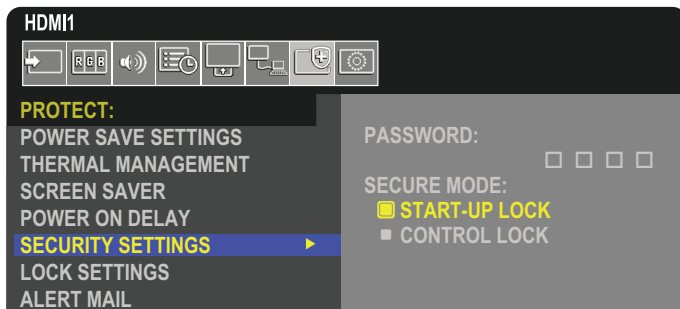 HDMI1
R G B
PROTECT:
POWER SAVE SETTINGS
THERMAL MANAGEMENT
SCREEN SAVER
POWER ON DELAY
SECURITY SETTINGS
LOCK SETTINGS
ALERT MAIL
PASSWORD:
SECURE MODE:
START-UP LOCK
CONTROL LOCK